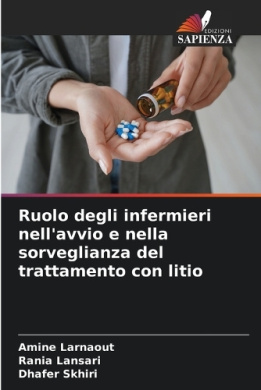 EDIZIONI
SAPIENZA
Ruolo degli infermieri
nell'avvio e nella
sorveglianza del
trattamento con litio
Amine Larnaout
Rania Lansari
Dhafer Skhiri